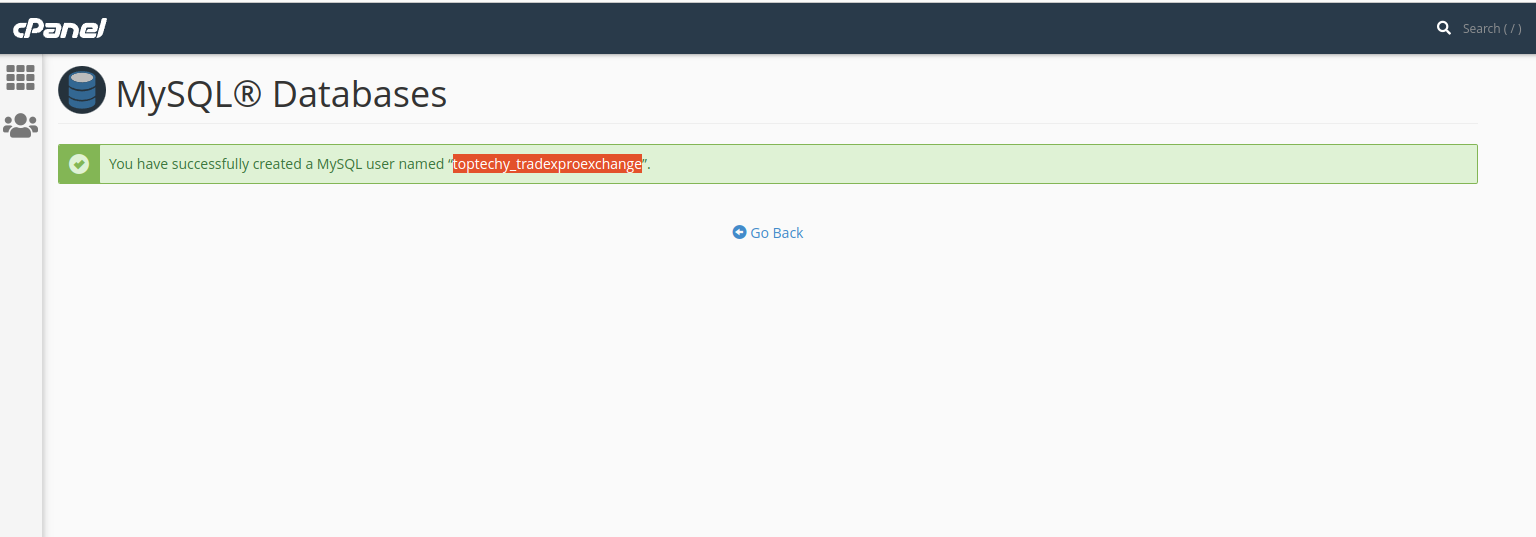 cPanel
Search ( / )
MySQL® Databases
You have successfully created a MySQL user named “toptechy_tradexproexchange”.
Go Back